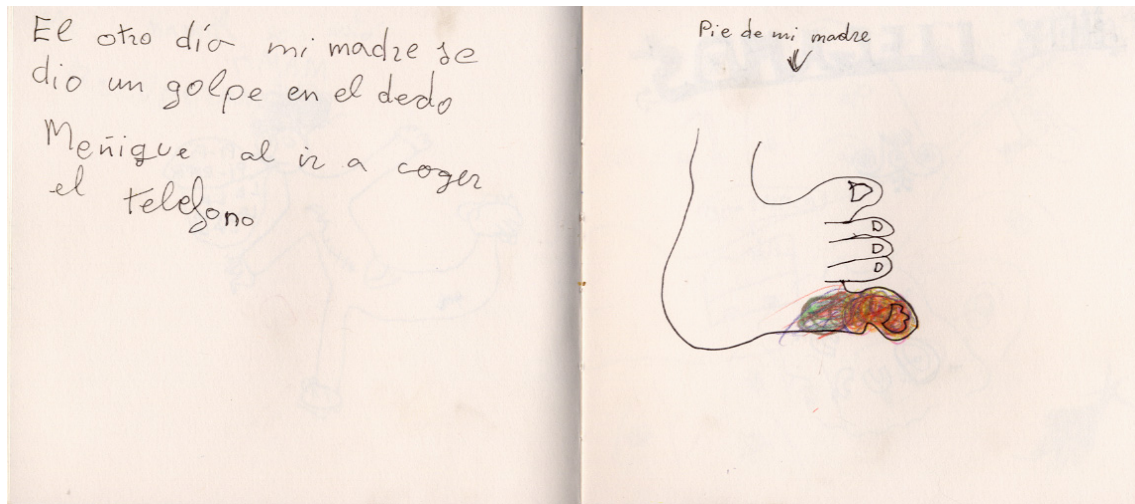 El otro día mi madre se
dio un golpe en el dedo
Meñique al ir a coger
el telefono
Pie de mi madre